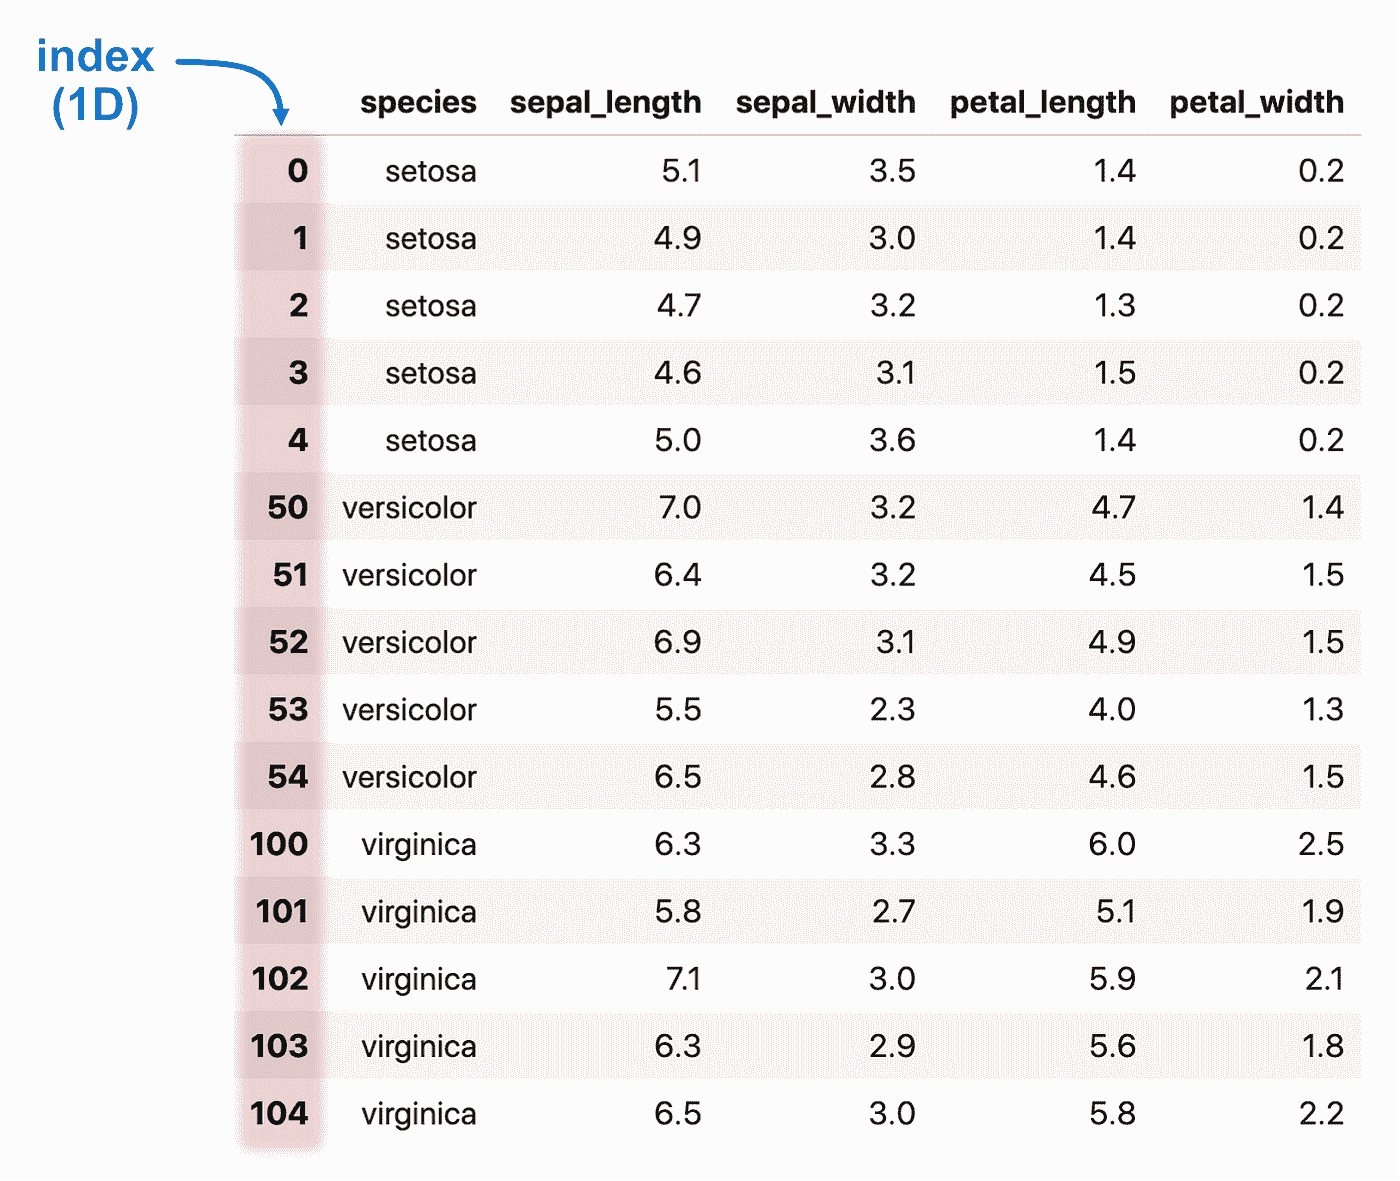 index
(1D)
species sepal_length sepal_width petal_length petal_width
0 setosa 5.1 3.5 1.4 0.2
1 setosa 4.9 3.0 1.4 0.2
2 setosa 4.7 3.2 1.3 0.2
3 setosa 4.6 3.1 1.5 0.2
4 setosa 5.0 3.6 1.4 0.2
50 versicolor 7.0 3.2 4.7 1.4
51 versicolor 6.4 3.2 4.5 1.5
52 versicolor 6.9 3.1 4.9 1.5
53 versicolor 5.5 2.3 4.0 1.3
54 versicolor 6.5 2.8 4.6 1.5
100 virginica 6.3 3.3 6.0 2.5
101 virginica 5.8 2.7 5.1 1.9
102 virginica 7.1 3.0 5.9 2.1
103 virginica 6.3 2.9 5.6 1.8
104 virginica 6.5 3.0 5.8 2.2